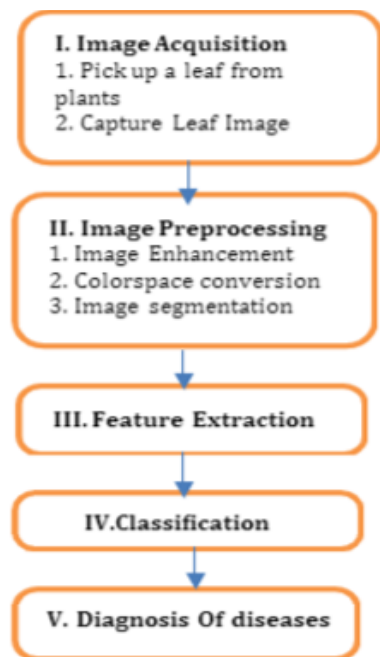 I. Image Acquisition
1. Pick up a leaf from
plants
2. Capture Leaf Image
II. Image Preprocessing
1. Image Enhancement
2. Colorspace conversion
3. Image segmentation
III. Feature Extraction
IV.Classification
V. Diagnosis Of diseases